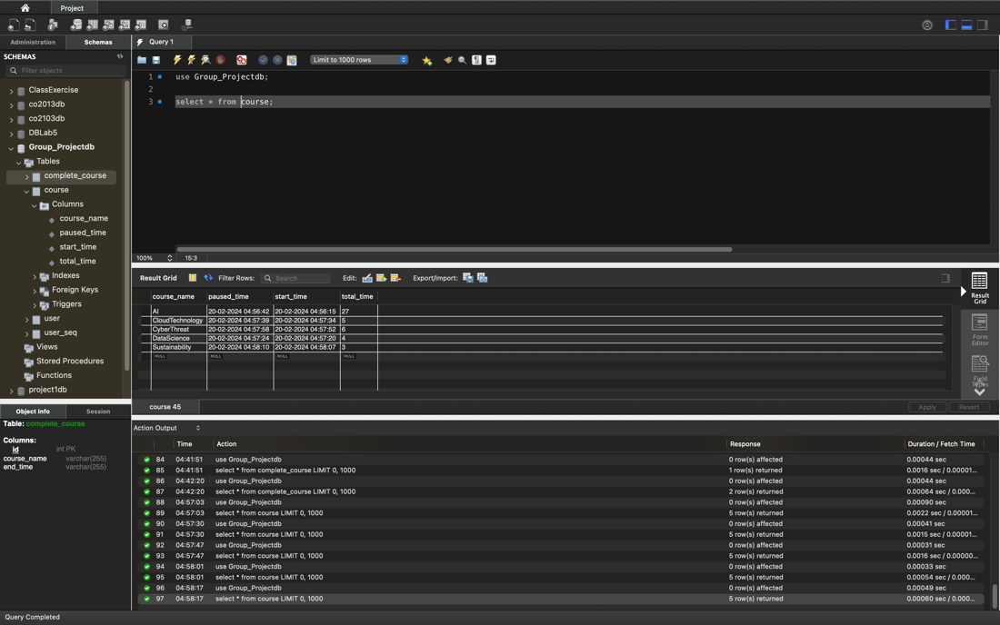 Project
Administration Schemas
SCHEMAS
Filter objects
ClassExercise
co2013db
co2103db
DBLab5
Group_Projectdb
Tables
complete_course
course
Columns
course_name
paused_time
start_time
total_time
Indexes
Foreign Keys
Triggers
user
user_seq
Views
Stored Procedures
Functions
project1db
Object Info Session
Table: complete_course
Columns:
id int PK
course_name varchar(255)
end_time varchar(255)
Query 1
Limit to 1000 rows
1 use Group_Projectdb;
2
3 select * from course;
100% 15:3
Result Grid Filter Rows: Search Edit: Export/Import:
course_name paused_time start_time total_time
AI 20-02-2024 04:56:42 20-02-2024 04:56:15 27
CloudTechnology 20-02-2024 04:57:39 20-02-2024 04:57:34 5
CyberThreat 20-02-2024 04:57:58 20-02-2024 04:57:52 6
DataScience 20-02-2024 04:57:24 20-02-2024 04:57:20 4
Sustainability 20-02-2024 04:58:10 20-02-2024 04:58:07 3
NULL NULL NULL NULL
Result
Grid
Form
Editor
Field
Types
course 45 Apply Revert
Action Output
Time Action Response Duration / Fetch Time
84 04:41:51 use Group_Projectdb 0 row(s) affected 0.00044 sec
85 04:41:51 select * from complete_course LIMIT 0, 1000 1 row(s) returned 0.0016 sec / 0.00001...
86 04:42:20 use Group_Projectdb 0 row(s) affected 0.00044 sec
87 04:42:20 select * from complete_course LIMIT 0, 1000 2 row(s) returned 0.00064 sec / 0.000...
88 04:57:03 use Group_Projectdb 0 row(s) affected 0.00090 sec
89 04:57:03 select * from course LIMIT 0, 1000 5 row(s) returned 0.0022 sec / 0.00001...
90 04:57:30 use Group_Projectdb 0 row(s) affected 0.00041 sec
91 04:57:30 select * from course LIMIT 0, 1000 5 row(s) returned 0.0015 sec / 0.00001...
92 04:57:47 use Group_Projectdb 0 row(s) affected 0.00031 sec
93 04:57:47 select * from course LIMIT 0, 1000 5 row(s) returned 0.0016 sec / 0.00000...
94 04:58:01 use Group_Projectdb 0 row(s) affected 0.00033 sec
95 04:58:01 select * from course LIMIT 0, 1000 5 row(s) returned 0.00054 sec / 0.000...
96 04:58:17 use Group_Projectdb 0 row(s) affected 0.00049 sec
97 04:58:17 select * from course LIMIT 0, 1000 5 row(s) returned 0.00060 sec / 0.000...
Query Completed